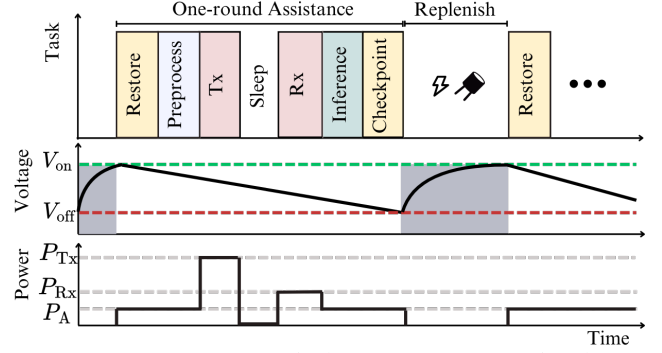 One-round Assistance
Replenish
Task
Restore
Preprocess
Tx
Sleep
Rx
Inference
Checkpoint
Restore
•••
Voltage
V_on
V_off
Power
P_Tx
P_Rx
P_A
Time